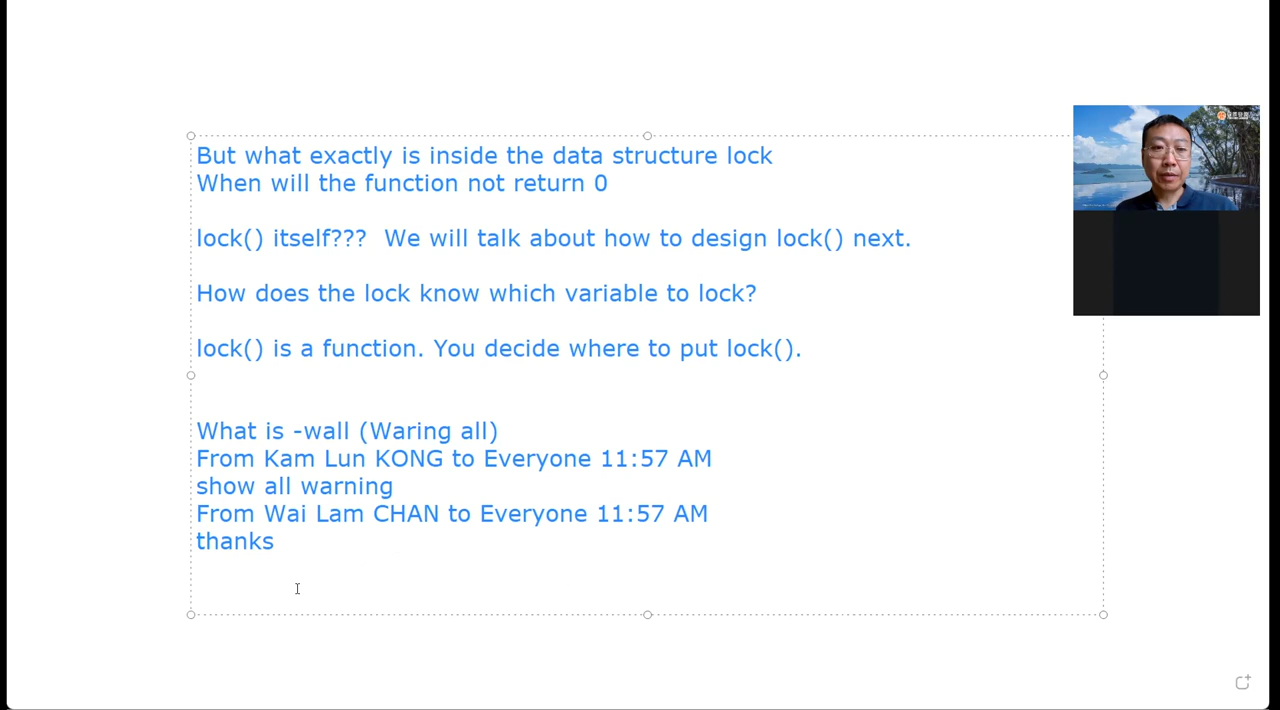 But what exactly is inside the data structure lock
When will the function not return 0
lock() itself???  We will talk about how to design lock() next.
How does the lock know which variable to lock?
lock() is a function. You decide where to put lock().
What is -wall (Waring all)
From Kam Lun KONG to Everyone 11:57 AM
show all warning
From Wai Lam CHAN to Everyone 11:57 AM
thanks